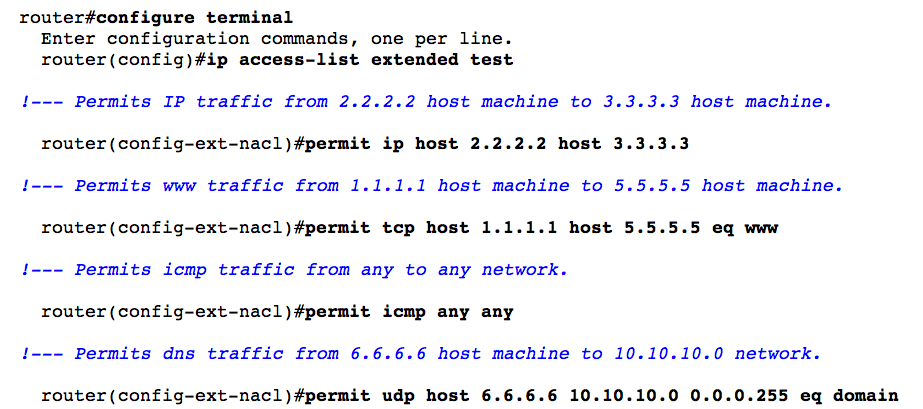 router#configure terminal
Enter configuration commands, one per line.
router(config)#ip access-list extended test
!--- Permits IP traffic from 2.2.2.2 host machine to 3.3.3.3 host machine.
router(config-ext-nacl)#permit ip host 2.2.2.2 host 3.3.3.3
!--- Permits www traffic from 1.1.1.1 host machine to 5.5.5.5 host machine.
router(config-ext-nacl)#permit tcp host 1.1.1.1 host 5.5.5.5 eq www
!--- Permits icmp traffic from any to any network.
router(config-ext-nacl)#permit icmp any any
!--- Permits dns traffic from 6.6.6.6 host machine to 10.10.10.0 network.
router(config-ext-nacl)#permit udp host 6.6.6.6 10.10.10.0 0.0.0.255 eq domain